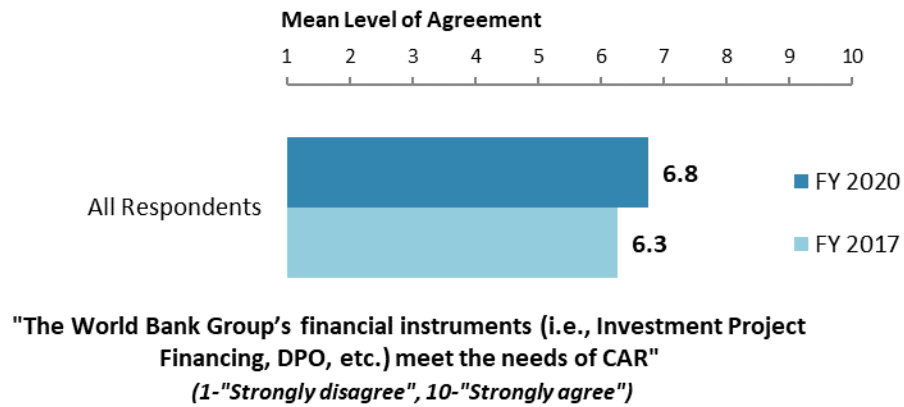 Mean Level of Agreement
1 2 3 4 5 6 7 8 9 10
All Respondents
6.8
6.3
FY 2020
FY 2017
"The World Bank Group’s financial instruments (i.e., Investment Project
Financing, DPO, etc.) meet the needs of CAR"
(1-"Strongly disagree", 10-"Strongly agree")